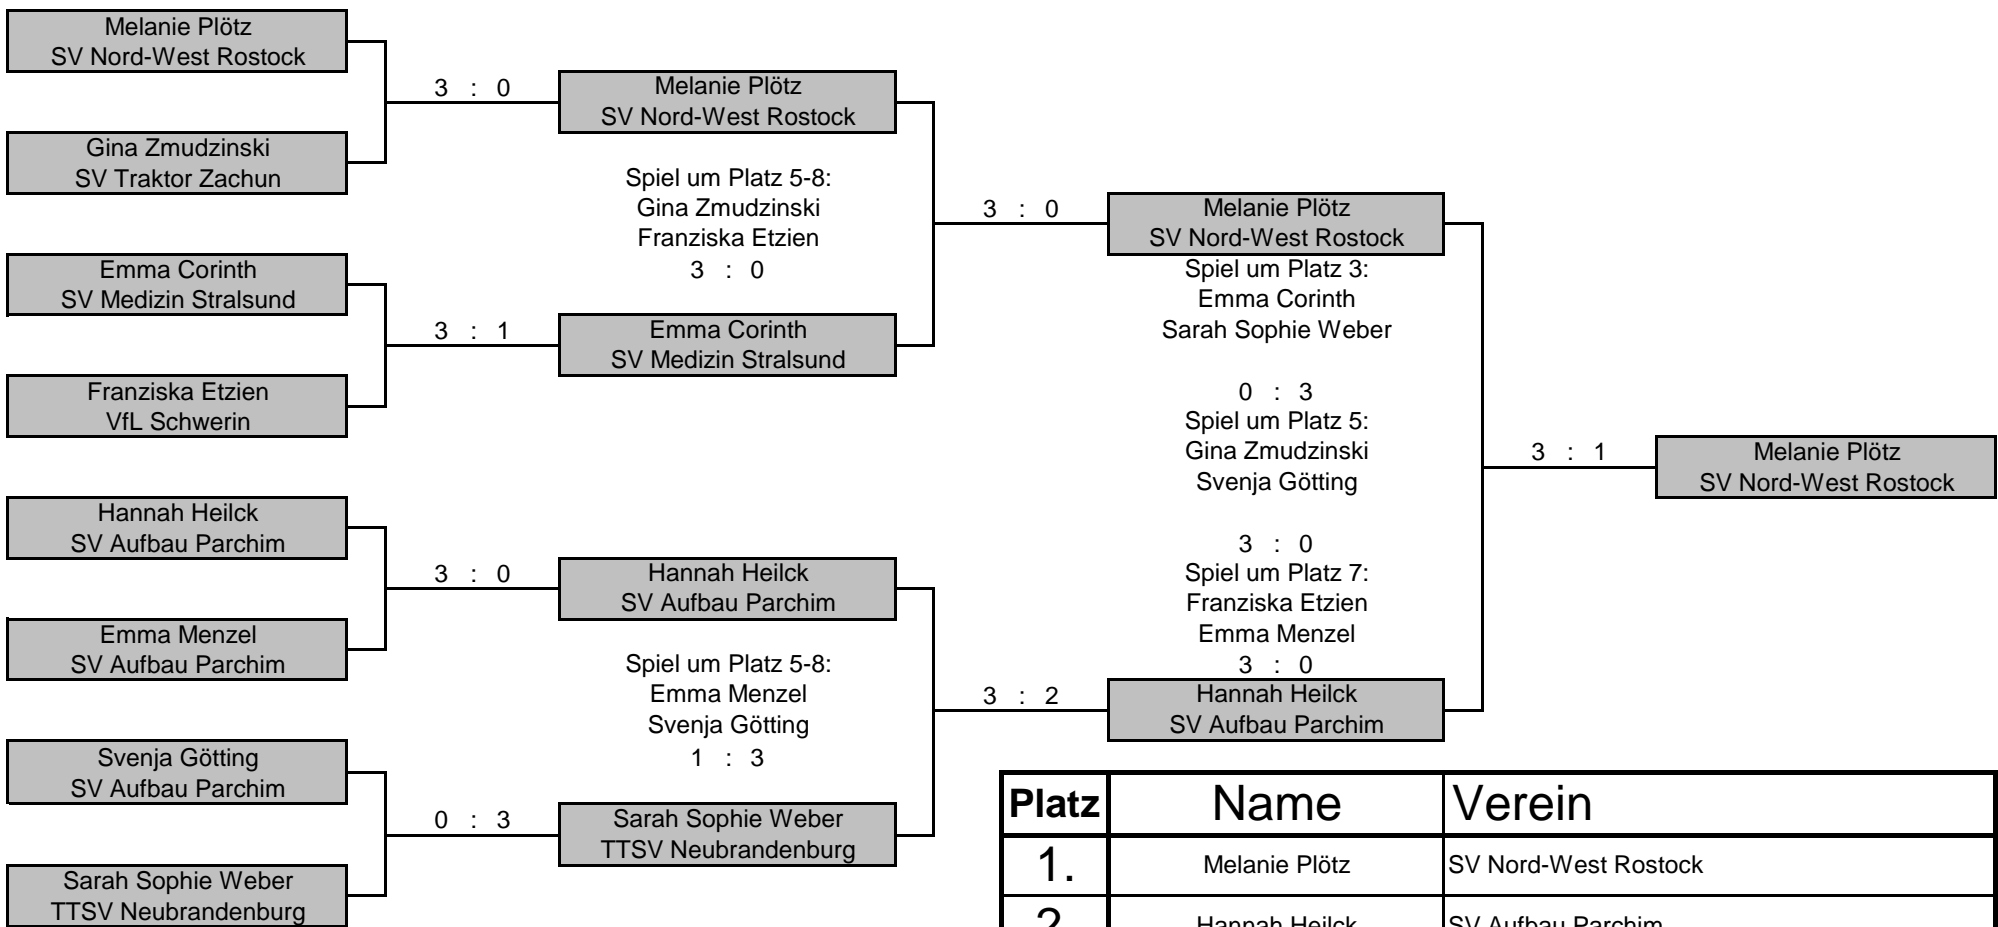 Melanie Plötz
SV Nord-West Rostock
3 : 0
Gina Zmudzinski
SV Traktor Zachun
Emma Corinth
SV Medizin Stralsund
3 : 1
Franziska Etzien
VfL Schwerin
Hannah Heilck
SV Aufbau Parchim
3 : 0
Emma Menzel
SV Aufbau Parchim
Svenja Götting
SV Aufbau Parchim
0 : 3
Sarah Sophie Weber
TTSV Neubrandenburg
Melanie Plötz
SV Nord-West Rostock
Spiel um Platz 5-8:
Gina Zmudzinski
Franziska Etzien
3 : 0
3 : 0
Emma Corinth
SV Medizin Stralsund
Hannah Heilck
SV Aufbau Parchim
Spiel um Platz 5-8:
Emma Menzel
Svenja Götting
1 : 3
3 : 2
Sarah Sophie Weber
TTSV Neubrandenburg
Melanie Plötz
SV Nord-West Rostock
Spiel um Platz 3:
Emma Corinth
Sarah Sophie Weber
0 : 3
Spiel um Platz 5:
Gina Zmudzinski
Svenja Götting
3 : 0
Spiel um Platz 7:
Franziska Etzien
Emma Menzel
3 : 0
Hannah Heilck
SV Aufbau Parchim
3 : 1
Melanie Plötz
SV Nord-West Rostock
Platz Name Verein
1. Melanie Plötz SV Nord-West Rostock
2. Hannah Heilck SV Aufbau Parchim